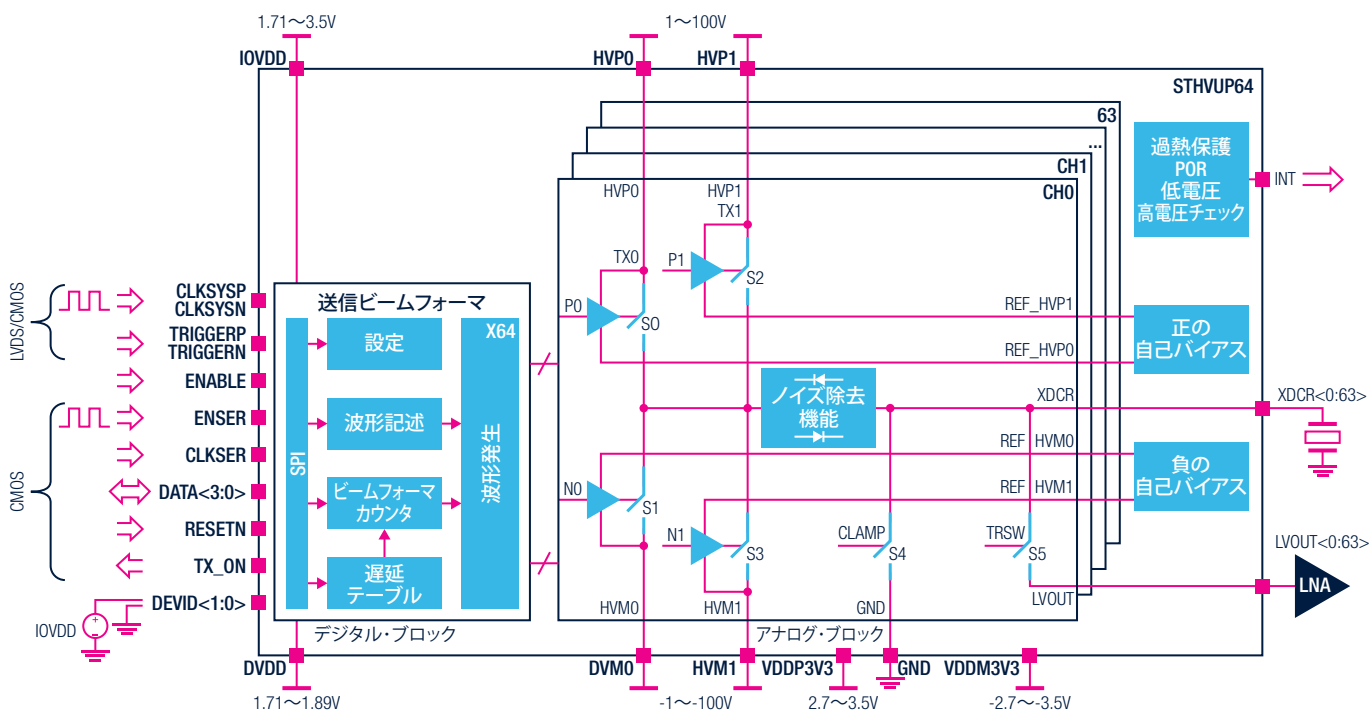 1.71～3.5V
1～100V
IOVDD
HVP0
HVP1
STHVUP64
63
...
CH1
CH0
過熱保護
POR
低電圧
高電圧チェック
INT
HVP0
HVP1
TX1
TX0
P1
S2
P0
S0
LVDS/CMOS
CLKSYSP
CLKSYSN
TRIGGERP
TRIGGERN
ENABLE
CMOS
ENSER
CLKSER
DATA<3:0>
RESETN
TX_ON
DEVID<1:0>
IOVDD
送信ビームフォーマ
SPI
設定
波形記述
ビームフォーマ
カウンタ
遅延
テーブル
X64
波形発生
デジタル・ブロック
REF_HVP1
REF_HVP0
正の
自己バイアス
ノイズ除去
機能
XDCR
XDCR<0:63>
REF HVM0
REF HVM1
負の
自己バイアス
N0
S1
N1
S3
CLAMP
S4
TRSW
S5
LVOUT<0:63>
LNA
HVM0
HVM1
GND
LVOUT
アナログ・ブロック
DVDD
DVM0
HVM1
VDDP3V3
GND
VDDM3V3
1.71～1.89V
-1～-100V
2.7～3.5V
-2.7～-3.5V